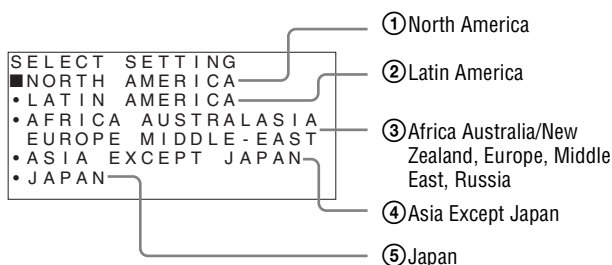 SELECT SETTING
■NORTH AMERICA
•LATIN AMERICA
•AFRICA AUSTRALASIA
EUROPE MIDDLE-EAST
•ASIA EXCEPT JAPAN
•JAPAN
①North America
②Latin America
③Africa Australia/New
Zealand, Europe, Middle
East, Russia
④Asia Except Japan
⑤Japan